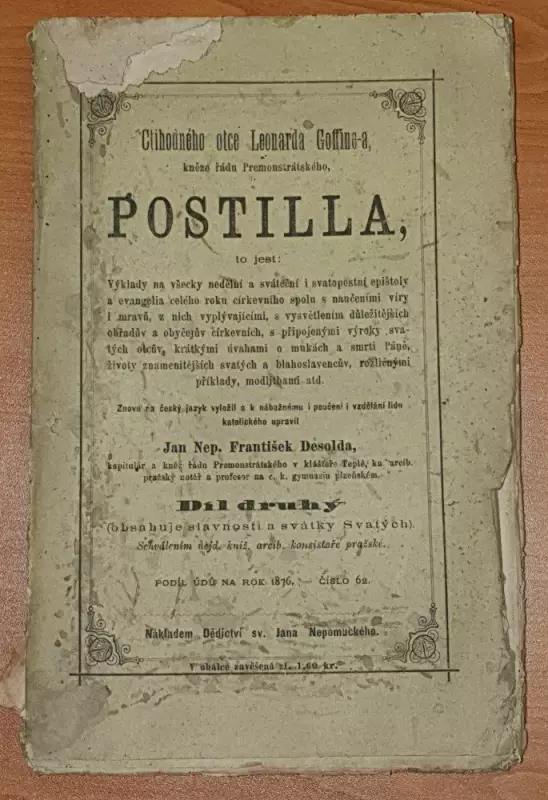 Ctihodného otce Leonarda Goffine-a,
kněze řádu Premonstrátského,
POSTILLA,
to jest:
Výklady na všecky nedělní a sváteční i svatopostní epištoly
a evangelia celého roku církevního spolu s naučeními víry
i mravů, z nich vyplývajícími, s vysvětlením důležitějších
obřadův a obyčejův církevních, s připojenými výroky sva-
tých otcův, krátkými úvahami o mukách a smrti Páně,
životy znamenitějších svatých a blahoslavencův, rozličnými
příklady, modlitbami atd.
Znova na český jazyk vyložil a k nábožnému i poučení i vzdělání lidu
katolického upravil
Jan Nep. František Desolda,
kapitulár a kněz řádu Premonstrátského v klášteře Teplé, kn. arcib.
pražský notář a profesor na c. k. gymnasiu plzeňském.
Díl druhý
(obsahuje slavnosti a svátky Svatých).
Schválením nejd. kníž. arcib. konsistoře pražské.
PODÍL ÚDŮ NA ROK 1876. — ČÍSLO 62.
Nákladem Dědictví sv. Jana Nepomuckého.
V obálce zavěšená zl. 1,60 kr.